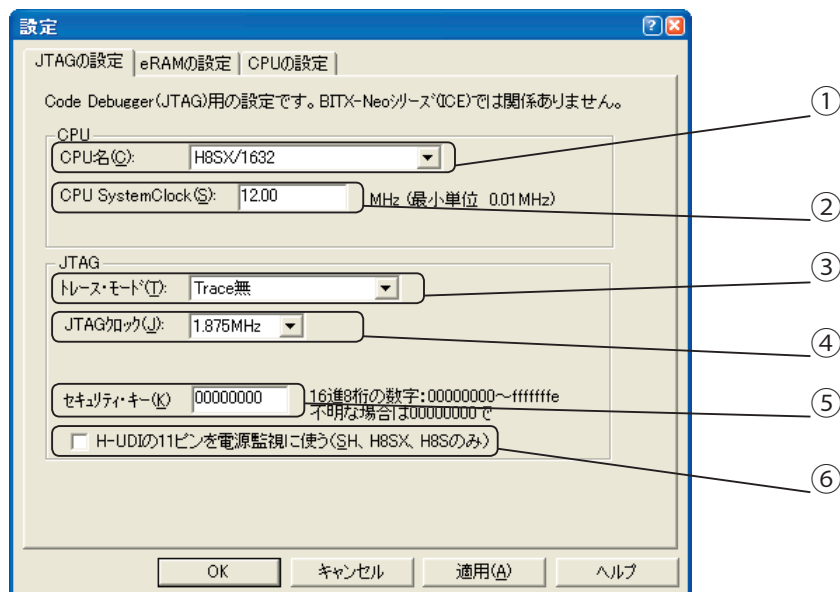 設定
JTAGの設定 eRAMの設定 CPUの設定
Code Debugger(JTAG)用の設定です。BITX-Neoシリーズ(ICE)では関係ありません。
①
CPU
CPU名(C): H8SX/1632
CPU SystemClock(S): 12.00 MHz (最小単位 0.01MHz)
②
JTAG
③
トレース・モード(T): Trace無
JTAGクロック(J): 1.875MHz
④
セキュリティ・キー(K) 00000000 16進8桁の数字:00000000～fffffffe
不明な場合は00000000で
⑤
H-UDIの11ピンを電源監視に使う(SH、H8SX、H8Sのみ)
⑥
OK キャンセル 適用(A) ヘルプ